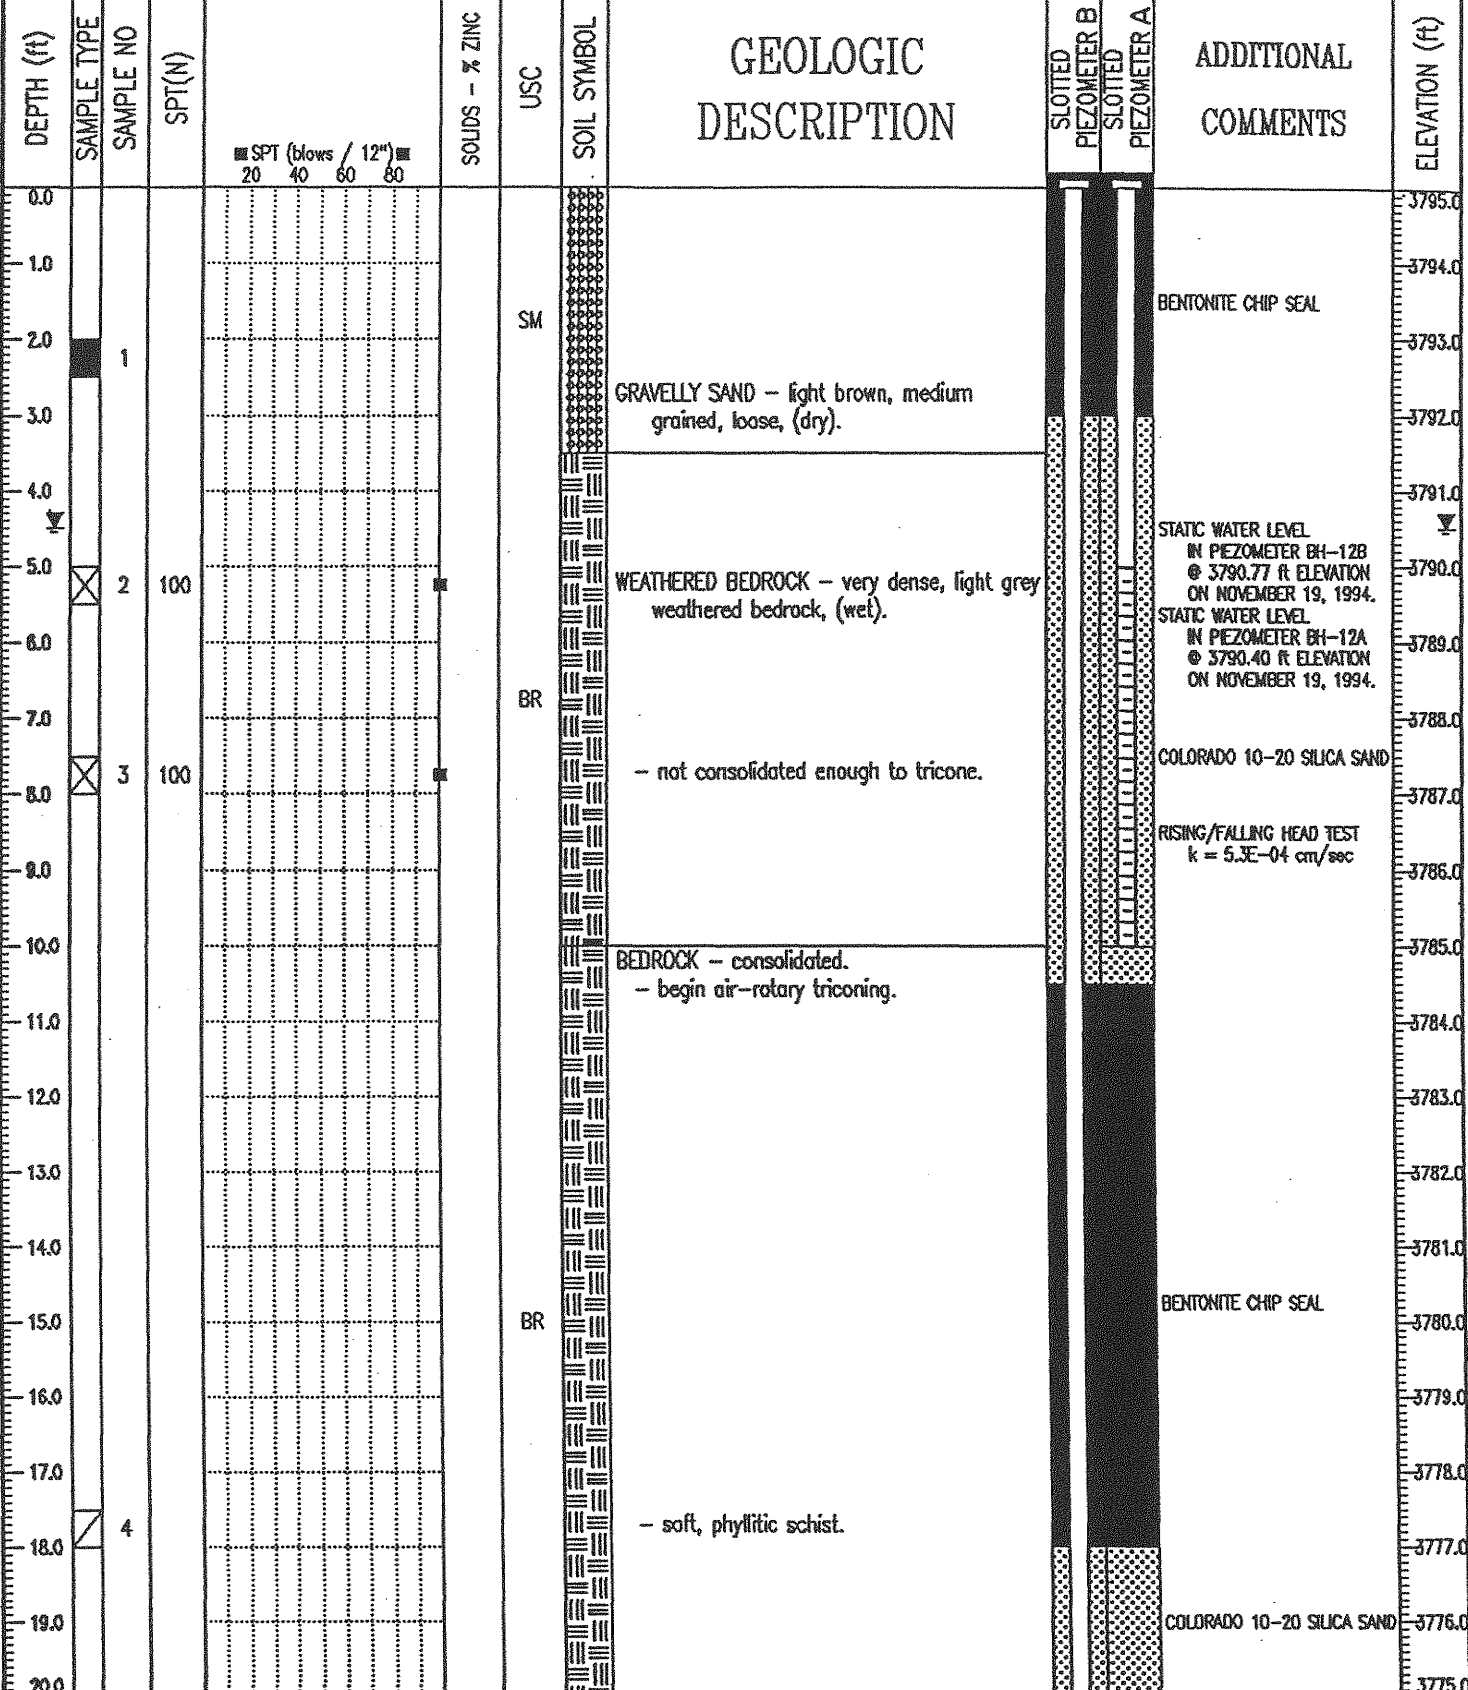 DEPTH (ft)
SAMPLE TYPE
SAMPLE NO
SPT(N)
■ SPT (blows / 12")■
20 40 60 80
SOLIDS - % ZINC
USC
SOIL SYMBOL
GEOLOGIC
DESCRIPTION
SLOTTED
PIEZOMETER B
SLOTTED
PIEZOMETER A
ADDITIONAL
COMMENTS
ELEVATION (ft)
0.0
1.0
2.0
3.0
4.0
5.0
6.0
7.0
8.0
9.0
10.0
11.0
12.0
13.0
14.0
15.0
16.0
17.0
18.0
19.0
20.0
1
2 100
3 100
4
SM
BR
BR
GRAVELLY SAND – light brown, medium
grained, loose, (dry).
WEATHERED BEDROCK – very dense, light grey
weathered bedrock, (wet).
– not consolidated enough to tricone.
BEDROCK – consolidated.
– begin air–rotary triconing.
– soft, phyllitic schist.
BENTONITE CHIP SEAL
STATIC WATER LEVEL
IN PIEZOMETER BH–12B
@ 3790.77 ft ELEVATION
ON NOVEMBER 19, 1994.
STATIC WATER LEVEL
IN PIEZOMETER BH–12A
@ 3790.40 ft ELEVATION
ON NOVEMBER 19, 1994.
COLORADO 10–20 SILICA SAND
RISING/FALLING HEAD TEST
k = 5.3E–04 cm/sec
BENTONITE CHIP SEAL
COLORADO 10–20 SILICA SAND
3795.0
3794.0
3793.0
3792.0
3791.0
3790.0
3789.0
3788.0
3787.0
3786.0
3785.0
3784.0
3783.0
3782.0
3781.0
3780.0
3779.0
3778.0
3777.0
3776.0
3775.0